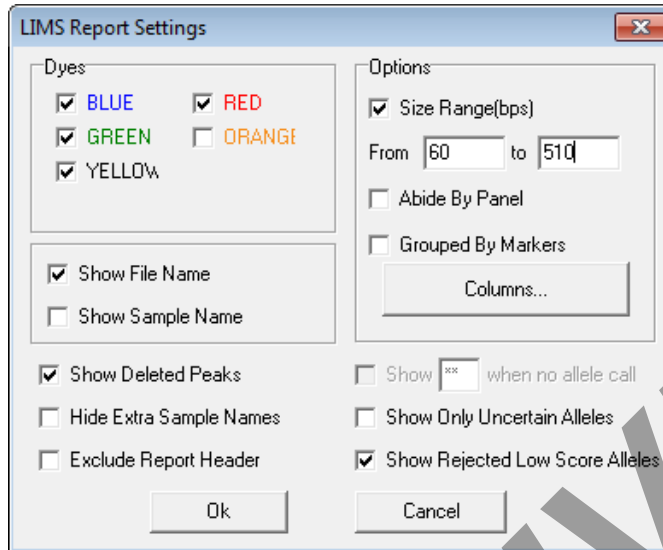 LIMS Report Settings
Dyes
BLUE
RED
GREEN
ORANGE
YELLOW
Show File Name
Show Sample Name
Options
Size Range(bps)
From 60 to 510
Abide By Panel
Grouped By Markers
Columns...
Show Deleted Peaks
Hide Extra Sample Names
Exclude Report Header
Show ** when no allele call
Show Only Uncertain Alleles
Show Rejected Low Score Alleles
Ok
Cancel